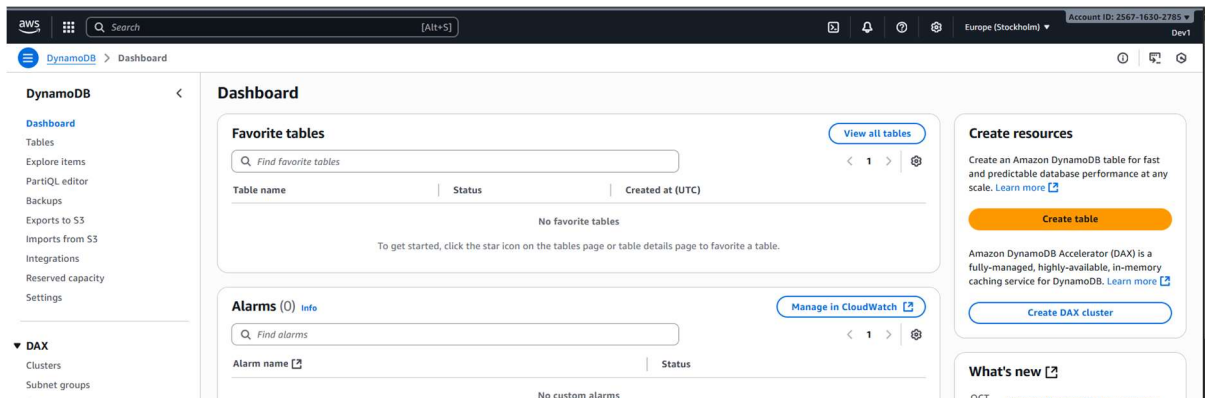 aws
Search [Alt+S]
Europe (Stockholm) ▼
Account ID: 2567-1630-2785 ▼
Dev1
DynamoDB > Dashboard
DynamoDB
Dashboard
Tables
Explore items
PartiQL editor
Backups
Exports to S3
Imports from S3
Integrations
Reserved capacity
Settings
▼ DAX
Clusters
Subnet groups
Dashboard
Favorite tables
View all tables
Find favorite tables
< 1 >
Table name Status Created at (UTC)
No favorite tables
To get started, click the star icon on the tables page or table details page to favorite a table.
Alarms (0) Info
Manage in CloudWatch
Find alarms
< 1 >
Alarm name Status
No custom alarms
Create resources
Create an Amazon DynamoDB table for fast
and predictable database performance at any
scale. Learn more
Create table
Amazon DynamoDB Accelerator (DAX) is a
fully-managed, highly-available, in-memory
caching service for DynamoDB. Learn more
Create DAX cluster
What's new
OCT